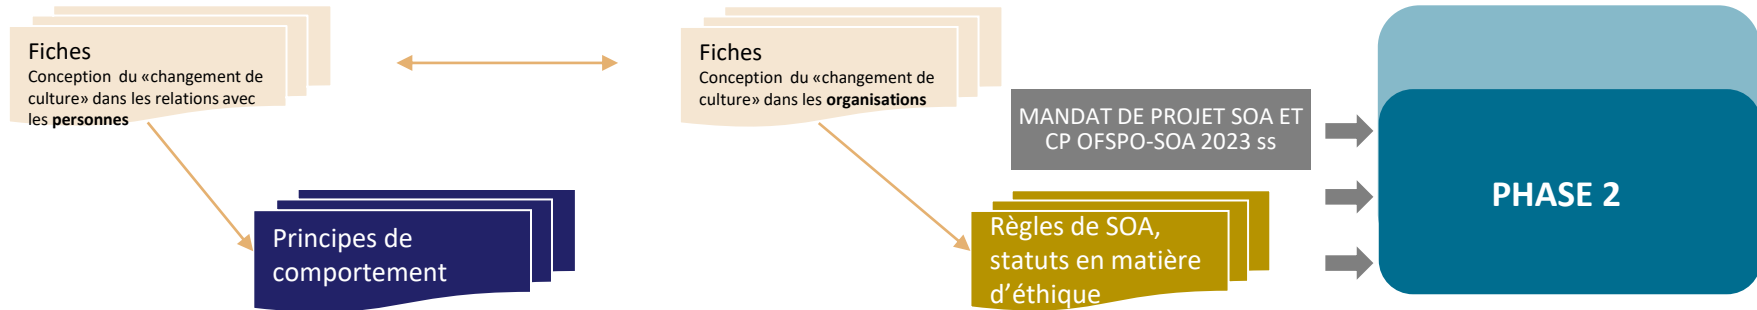 Fiches
Conception du «changement de
culture» dans les relations avec
les personnes
Fiches
Conception du «changement de
culture» dans les organisations
MANDAT DE PROJET SOA ET
CP OFSPO-SOA 2023 ss
Principes de
comportement
Règles de SOA,
statuts en matière
d’éthique
PHASE 2